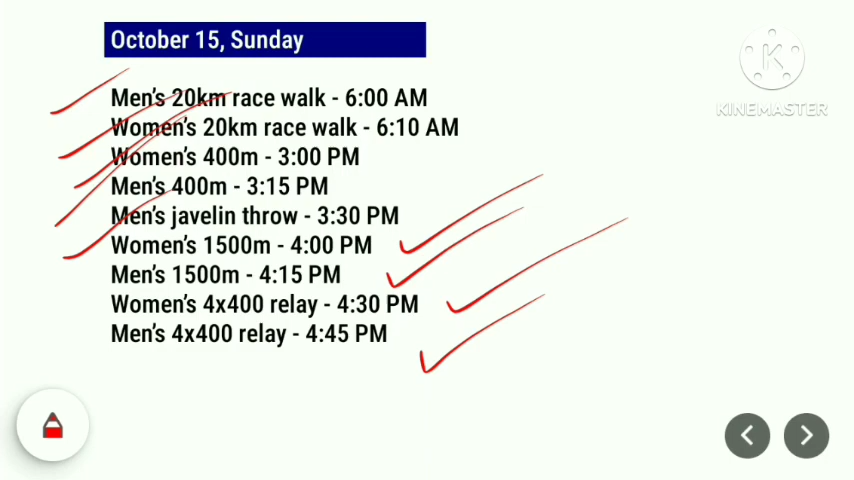 October 15, Sunday
Men's 20km race walk - 6:00 AM
Women's 20km race walk - 6:10 AM
Women's 400m - 3:00 PM
Men's 400m - 3:15 PM
Men's javelin throw - 3:30 PM
Women's 1500m - 4:00 PM
Men's 1500m - 4:15 PM
Women's 4x400 relay - 4:30 PM
Men's 4x400 relay - 4:45 PM
K
KINEMASTER